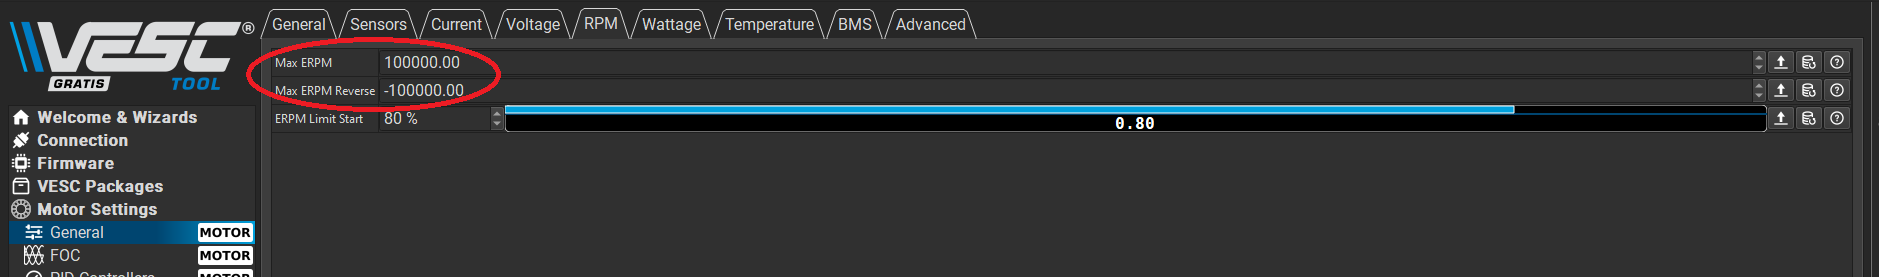 General Sensors Current Voltage RPM Wattage Temperature BMS Advanced
VESC®
GRATIS TOOL
Max ERPM 100000.00
Max ERPM Reverse -100000.00
ERPM Limit Start 80 % 0.80
Welcome & Wizards
Connection
Firmware
VESC Packages
Motor Settings
General MOTOR
FOC MOTOR
PID Controllers MOTOR